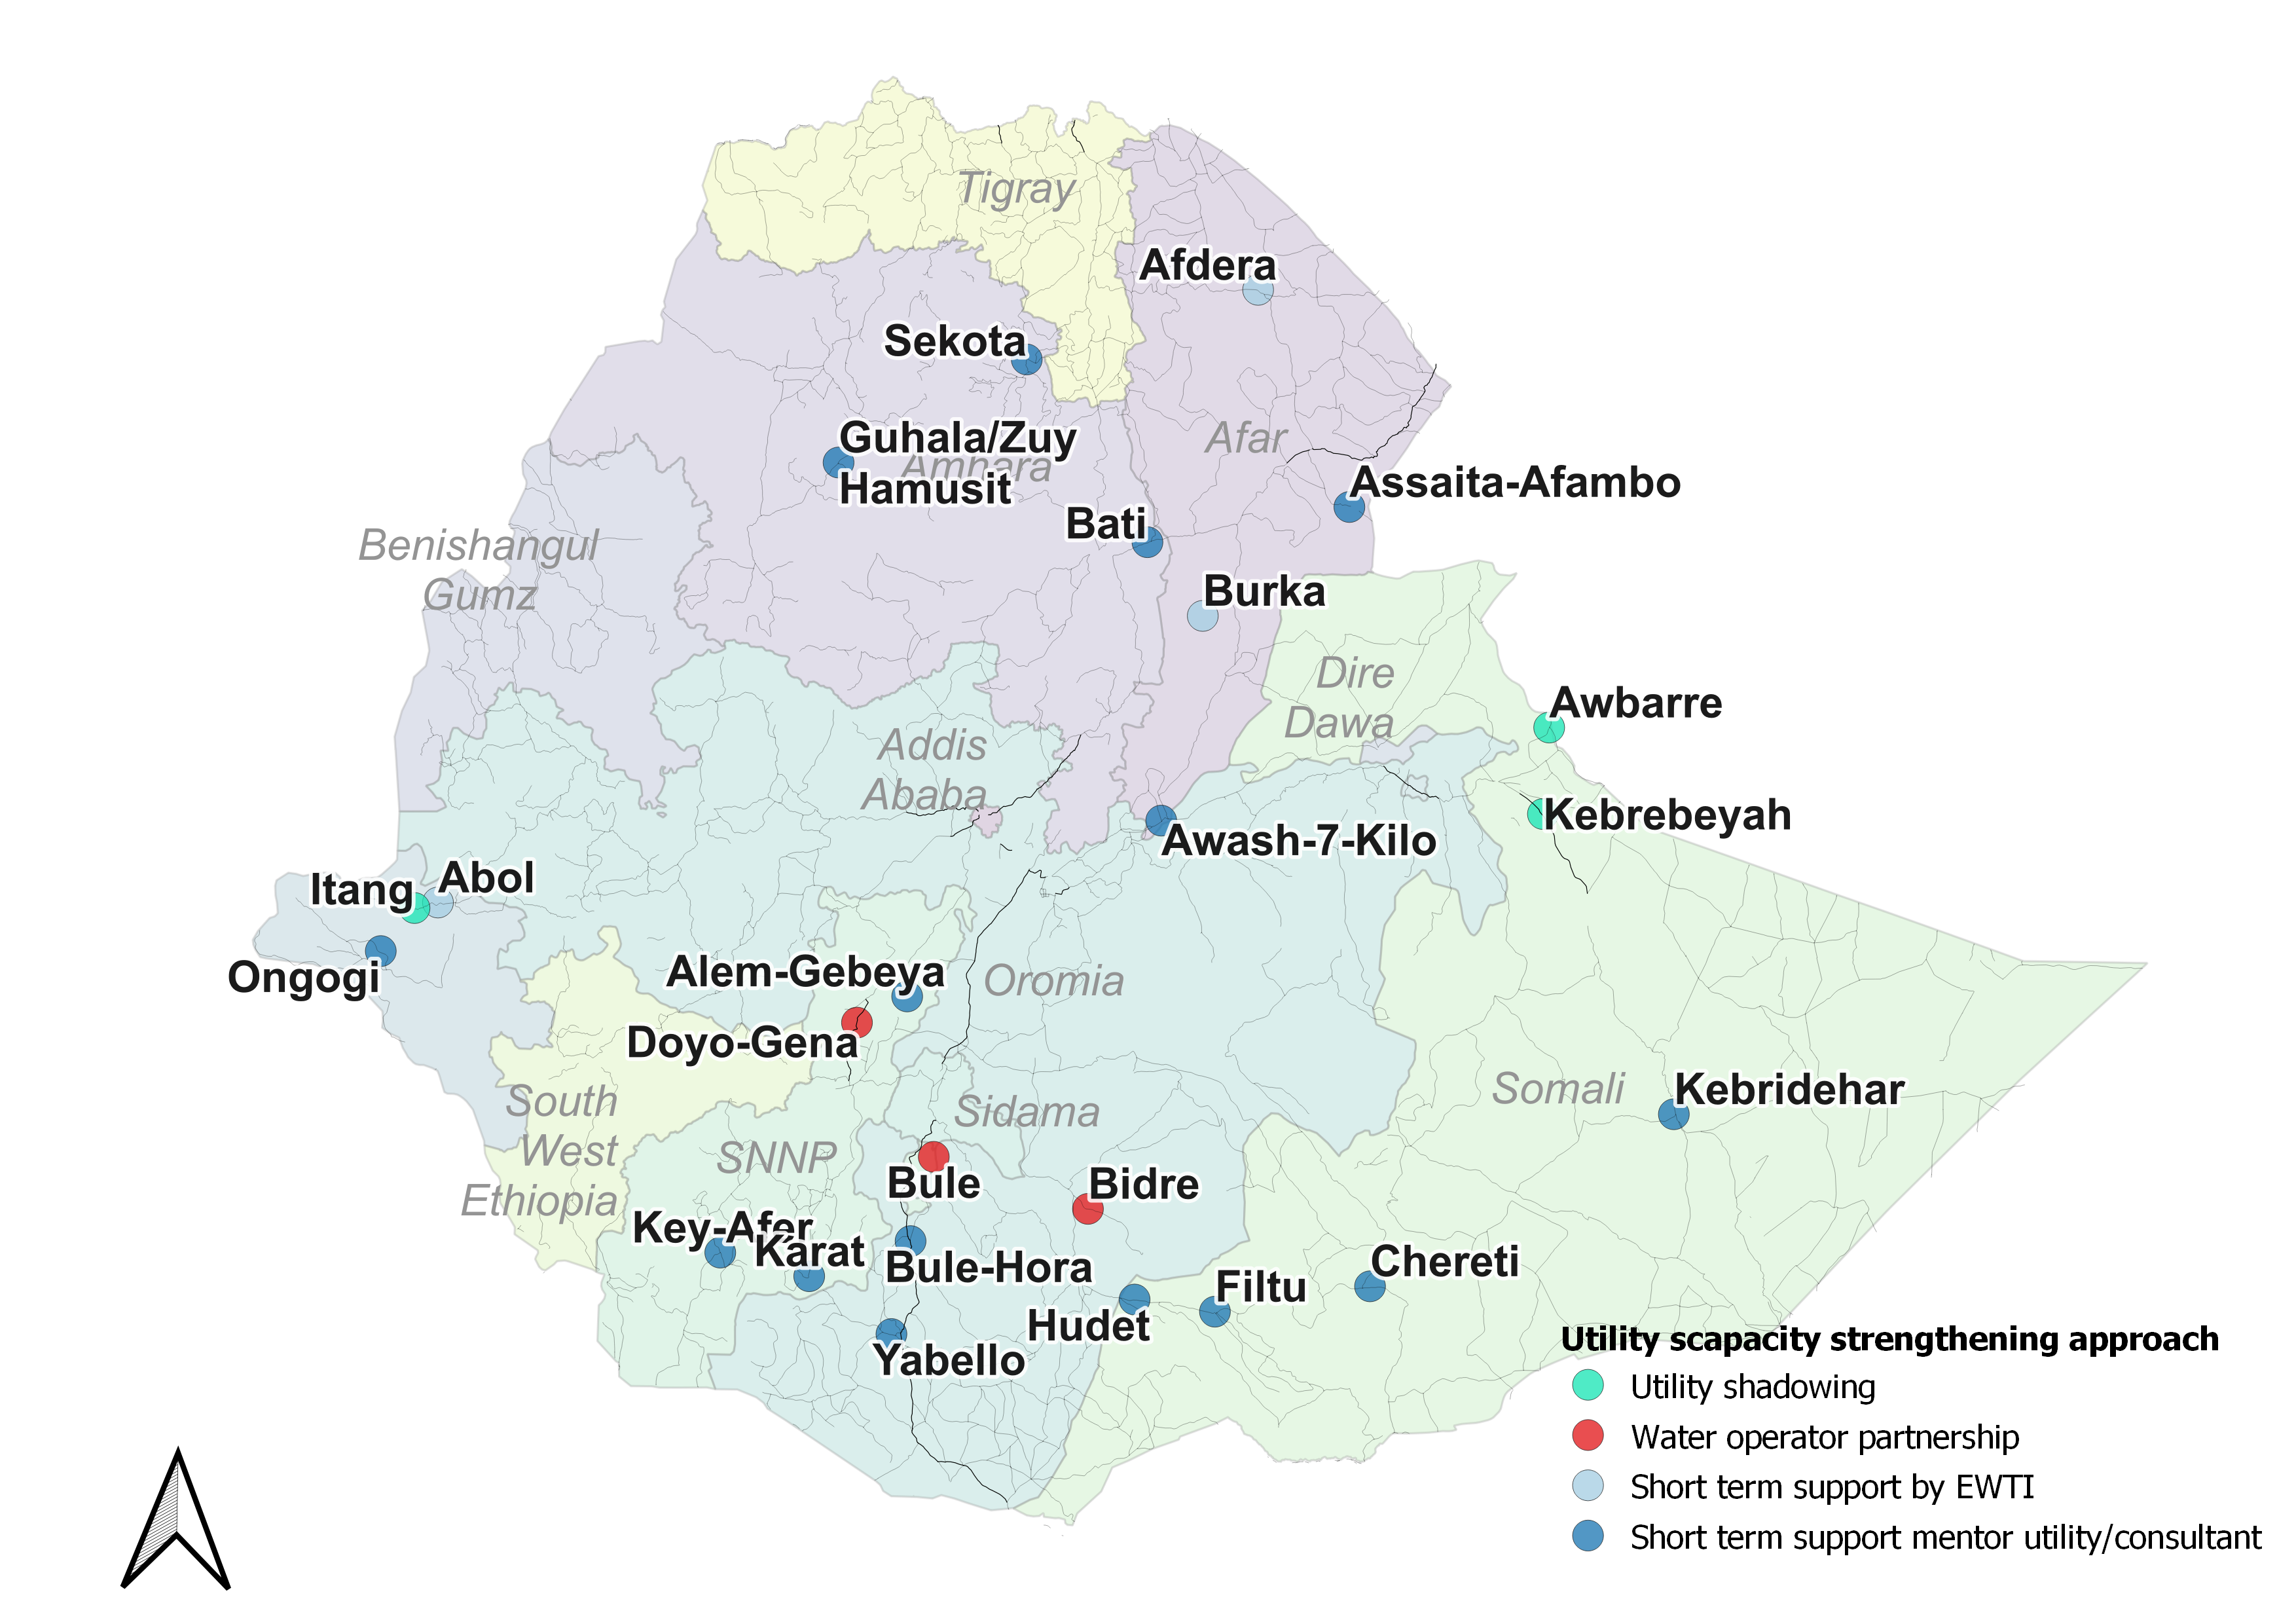 Tigray
Afdera
Sekota
Guhala/Zuy
Amhara
Hamusit
Afar
Assaita-Afambo
Bati
Benishangul
Gumz
Burka
Dire
Dawa
Awbarre
Addis
Ababa
Kebrebeyah
Awash-7-Kilo
Itang
Abol
Ongogi
Alem-Gebeya
Oromia
Doyo-Gena
South
West
Ethiopia
Sidama
Somali
Kebridehar
SNNP
Bule
Bidre
Key-Afer
Karat
Bule-Hora
Chereti
Filtu
Hudet
Yabello
Utility scapacity strengthening approach
Utility shadowing
Water operator partnership
Short term support by EWTI
Short term support mentor utility/consultant